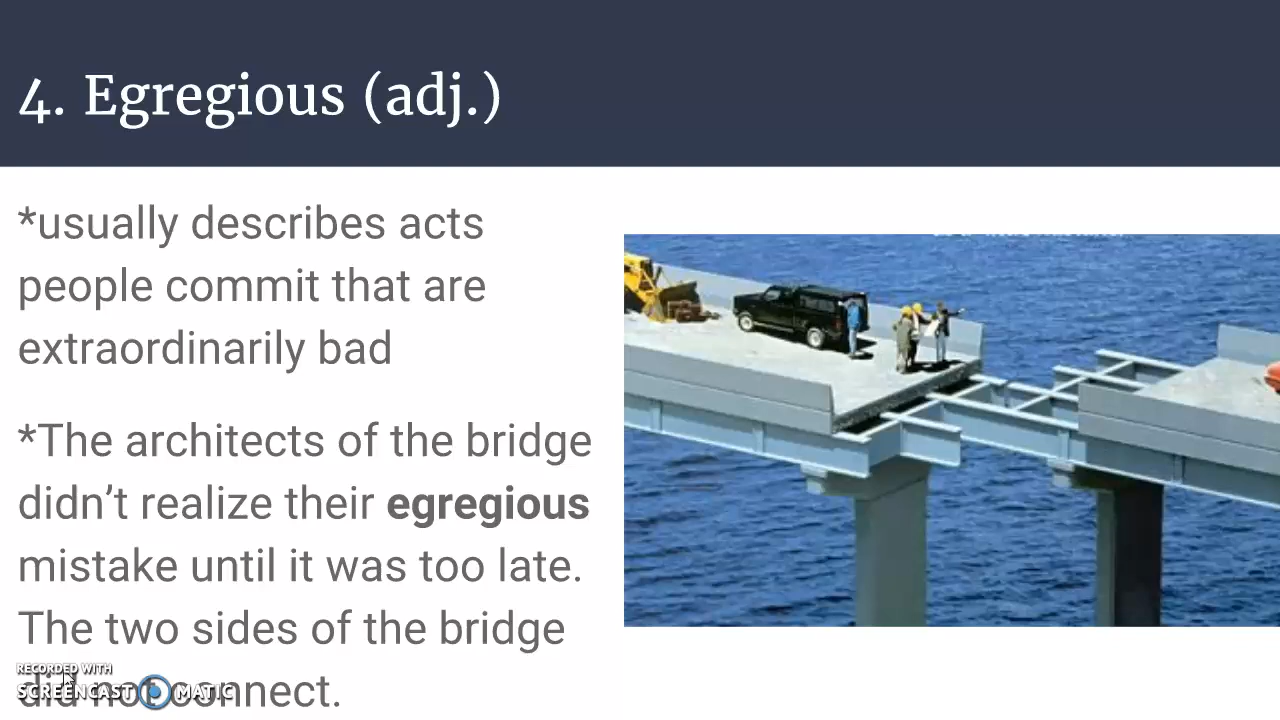 4. Egregious (adj.)
*usually describes acts
people commit that are
extraordinarily bad
*The architects of the bridge
didn't realize their egregious
mistake until it was too late.
The two sides of the bridge
did not connect.
RECORDED WITH
SCREENCAST MATIC